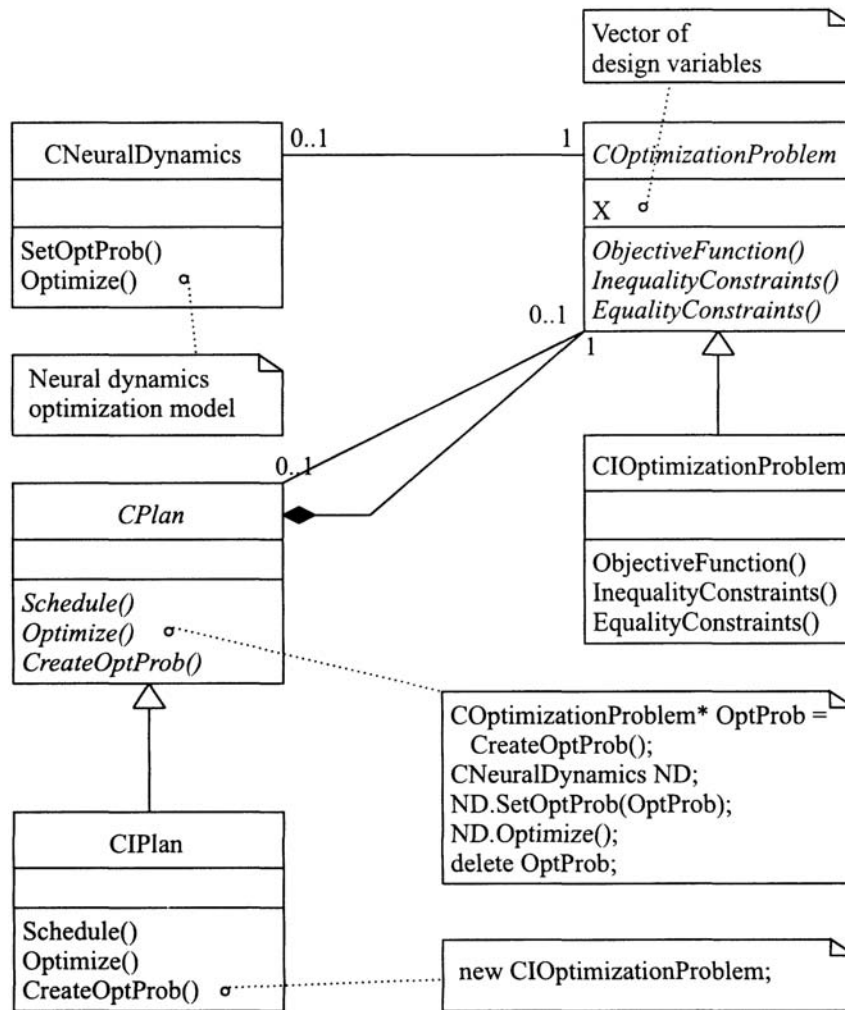 Vector of
design variables
CNeuralDynamics
0..1
1
COptimizationProblem
X
SetOptProb()
Optimize()
ObjectiveFunction()
InequalityConstraints()
EqualityConstraints()
0..1
1
Neural dynamics
optimization model
0..1
CPlan
CIOptimizationProblem
Schedule()
Optimize()
CreateOptProb()
ObjectiveFunction()
InequalityConstraints()
EqualityConstraints()
COptimizationProblem* OptProb =
CreateOptProb();
CNeuralDynamics ND;
ND.SetOptProb(OptProb);
ND.Optimize();
delete OptProb;
CIPlan
Schedule()
Optimize()
CreateOptProb()
new CIOptimizationProblem;